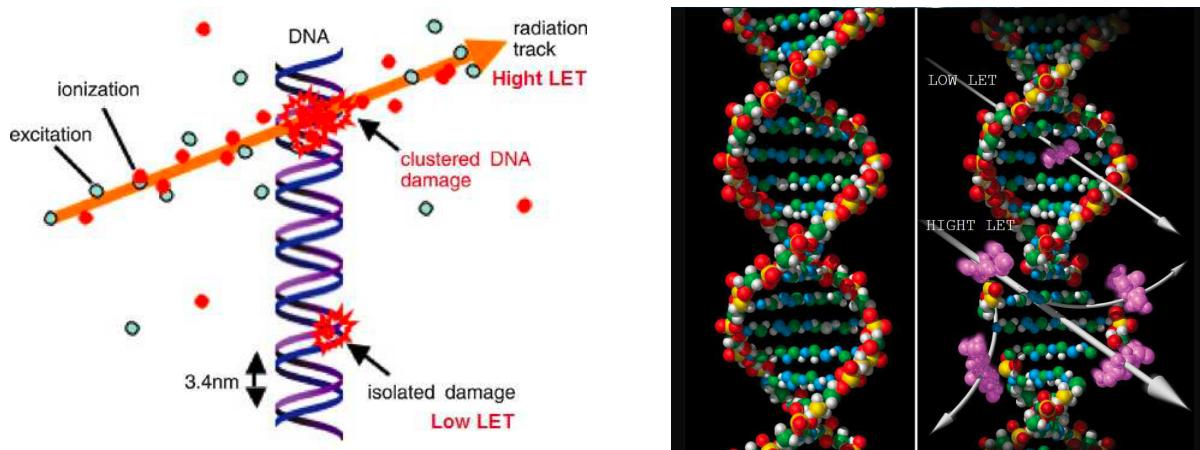 DNA
radiation
track
Hight LET
ionization
excitation
clustered DNA
damage
3.4nm
isolated damage
Low LET
LOW LET
HIGHT LET